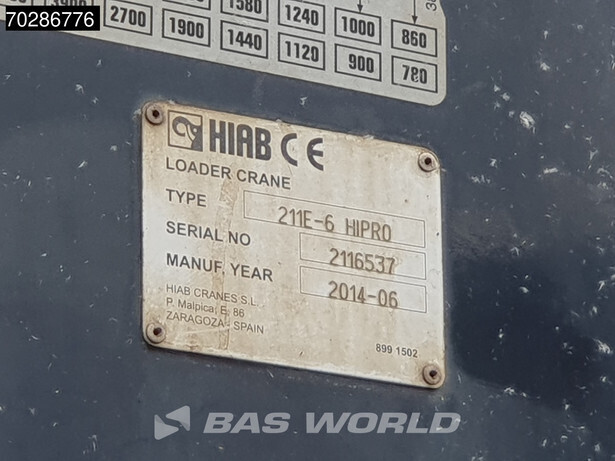 70286776
1580 1240 1000 860
2700 1900 1440 1120 900 780
HIAB CE
LOADER CRANE
TYPE 211E-6 HIPRO
SERIAL NO 2116537
MANUF. YEAR 2014-06
HIAB CRANES S.L.
P. Malpica, E, 86
ZARAGOZA - SPAIN
899 1502
BAS WORLD